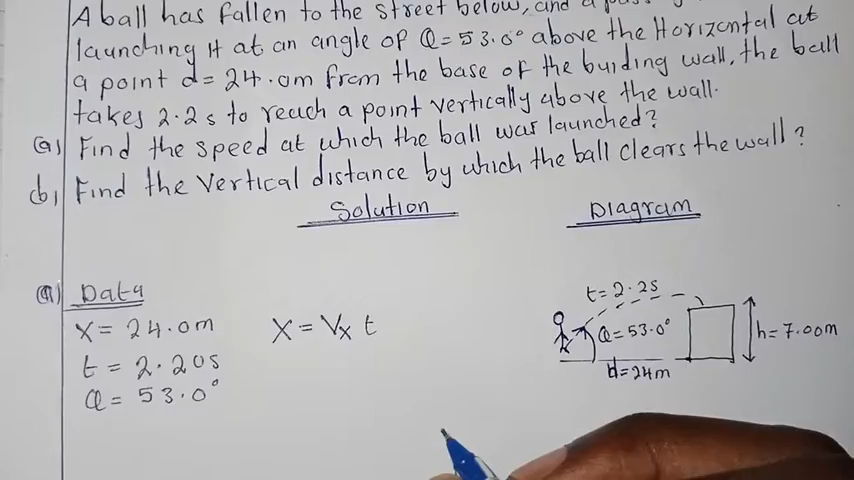 A ball has fallen to the street below, and a
launching it at an angle of Q = 53.0° above the Horizontal at
a point d = 24.0m from the base of the buiding wall, the ball
takes 2.2s to reach a point vertically above the wall.
(a) Find the speed at which the ball was launched?
(b) Find the vertical distance by which the ball clears the wall?
Solution
Diagram
(a) Data
X = 24.0m
t = 2.20s
Q = 53.0°
X = Vx t
t = 2.2s
Q = 53.0°
h = 7.00m
d = 24m